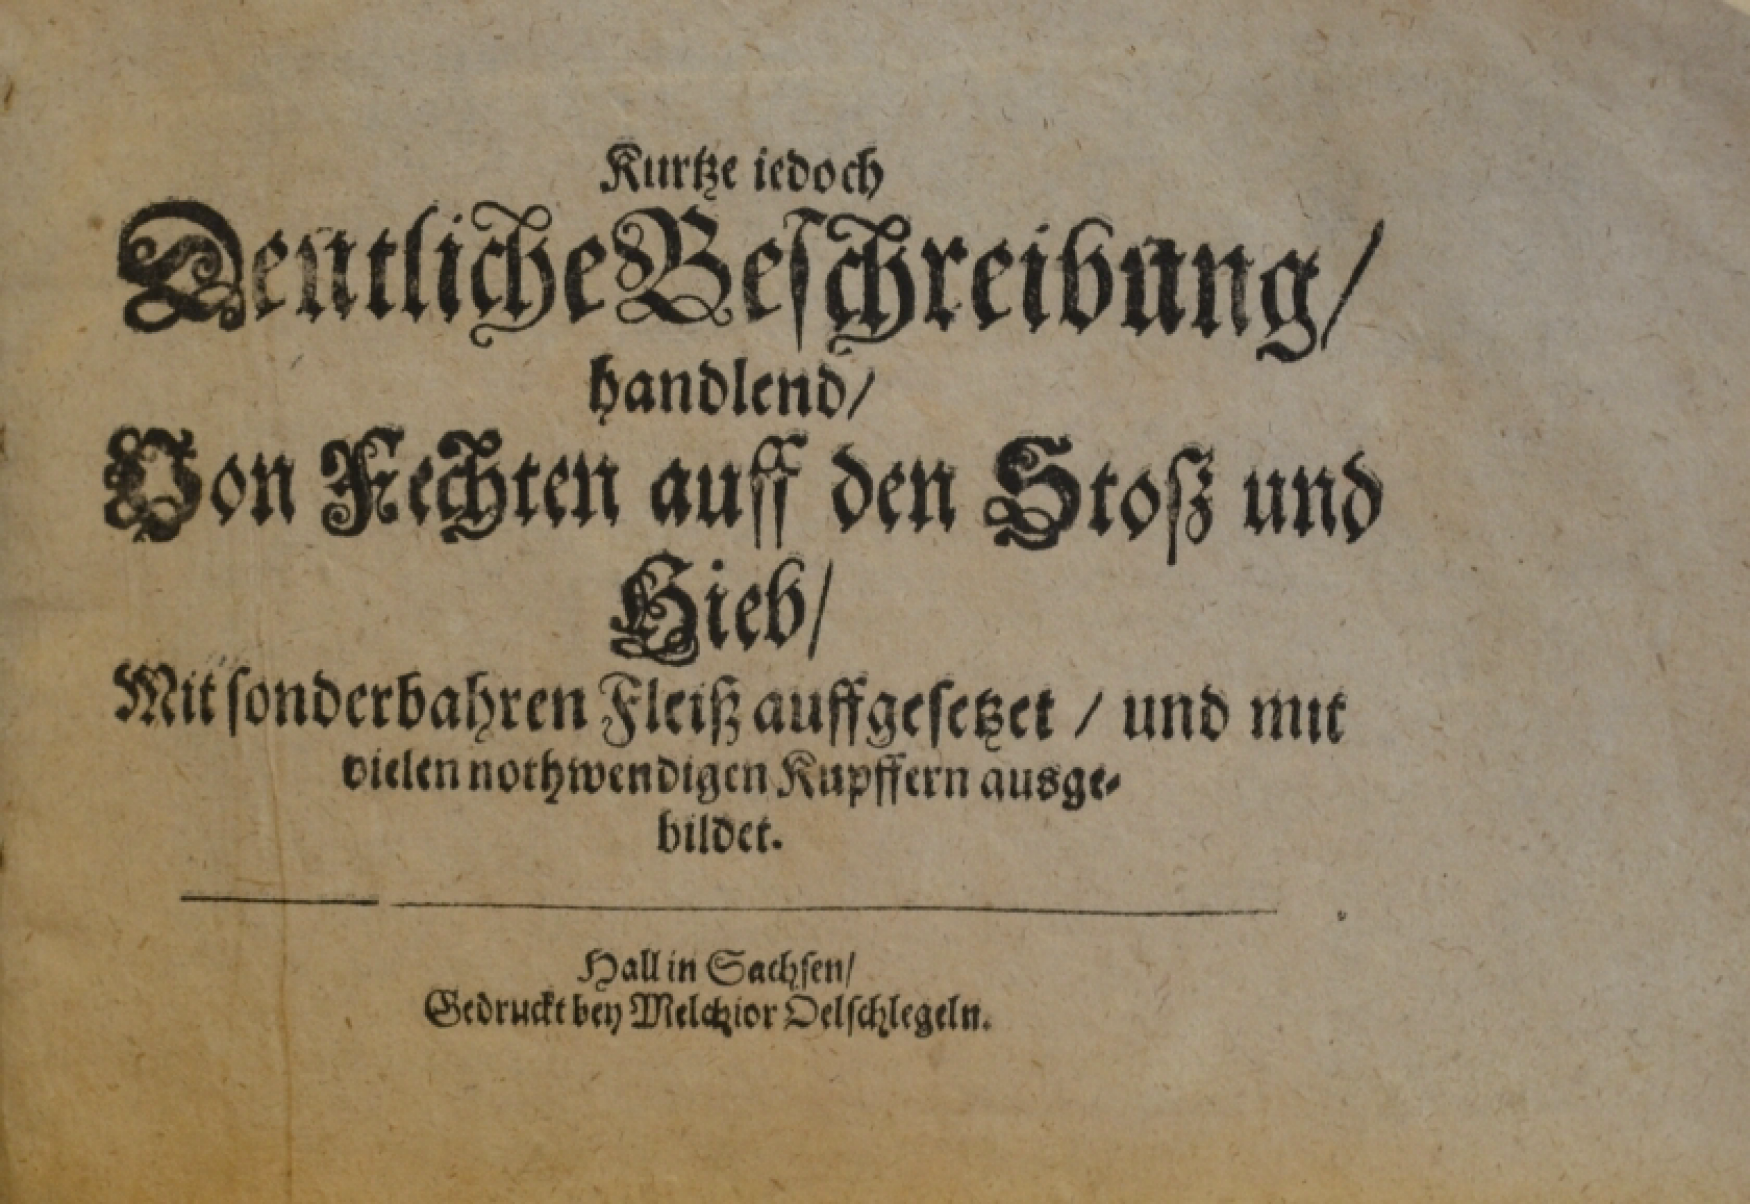 Kurtze iedoch
Deutliche Beschreibung/
handlend/
Von Fechten auff den Stoß und
Hieb/
Mit sonderbahren Fleiß auffgesetzet / und mit
vielen nothwendigen Kupffern ausge-
bildet.
Hall in Sachsen/
Gedruckt bey Melchior Oelschlegeln.